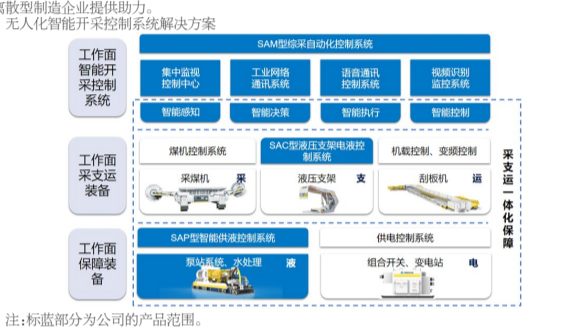 离散型制造企业提供助力。
无人化智能开采控制系统解决方案
SAM型综采自动化控制系统
工作面
智能开
采控制
系统
集中监视
控制中心
工业网络
通讯系统
语音通讯
控制系统
视频识别
监控系统
智能感知
智能决策
智能执行
智能控制
工作面
采支运
装备
煤机控制系统
SAC型液压支架电液控
制系统
机载控制、变频控制
采煤机
采
液压支架
支
刮板机
运
采支运一体化保障
工作面
保障装
备
SAP型智能供液控制系统
供电控制系统
泵站系统、水处理
液
组合开关、变电站
电
注:标蓝部分为公司的产品范围。